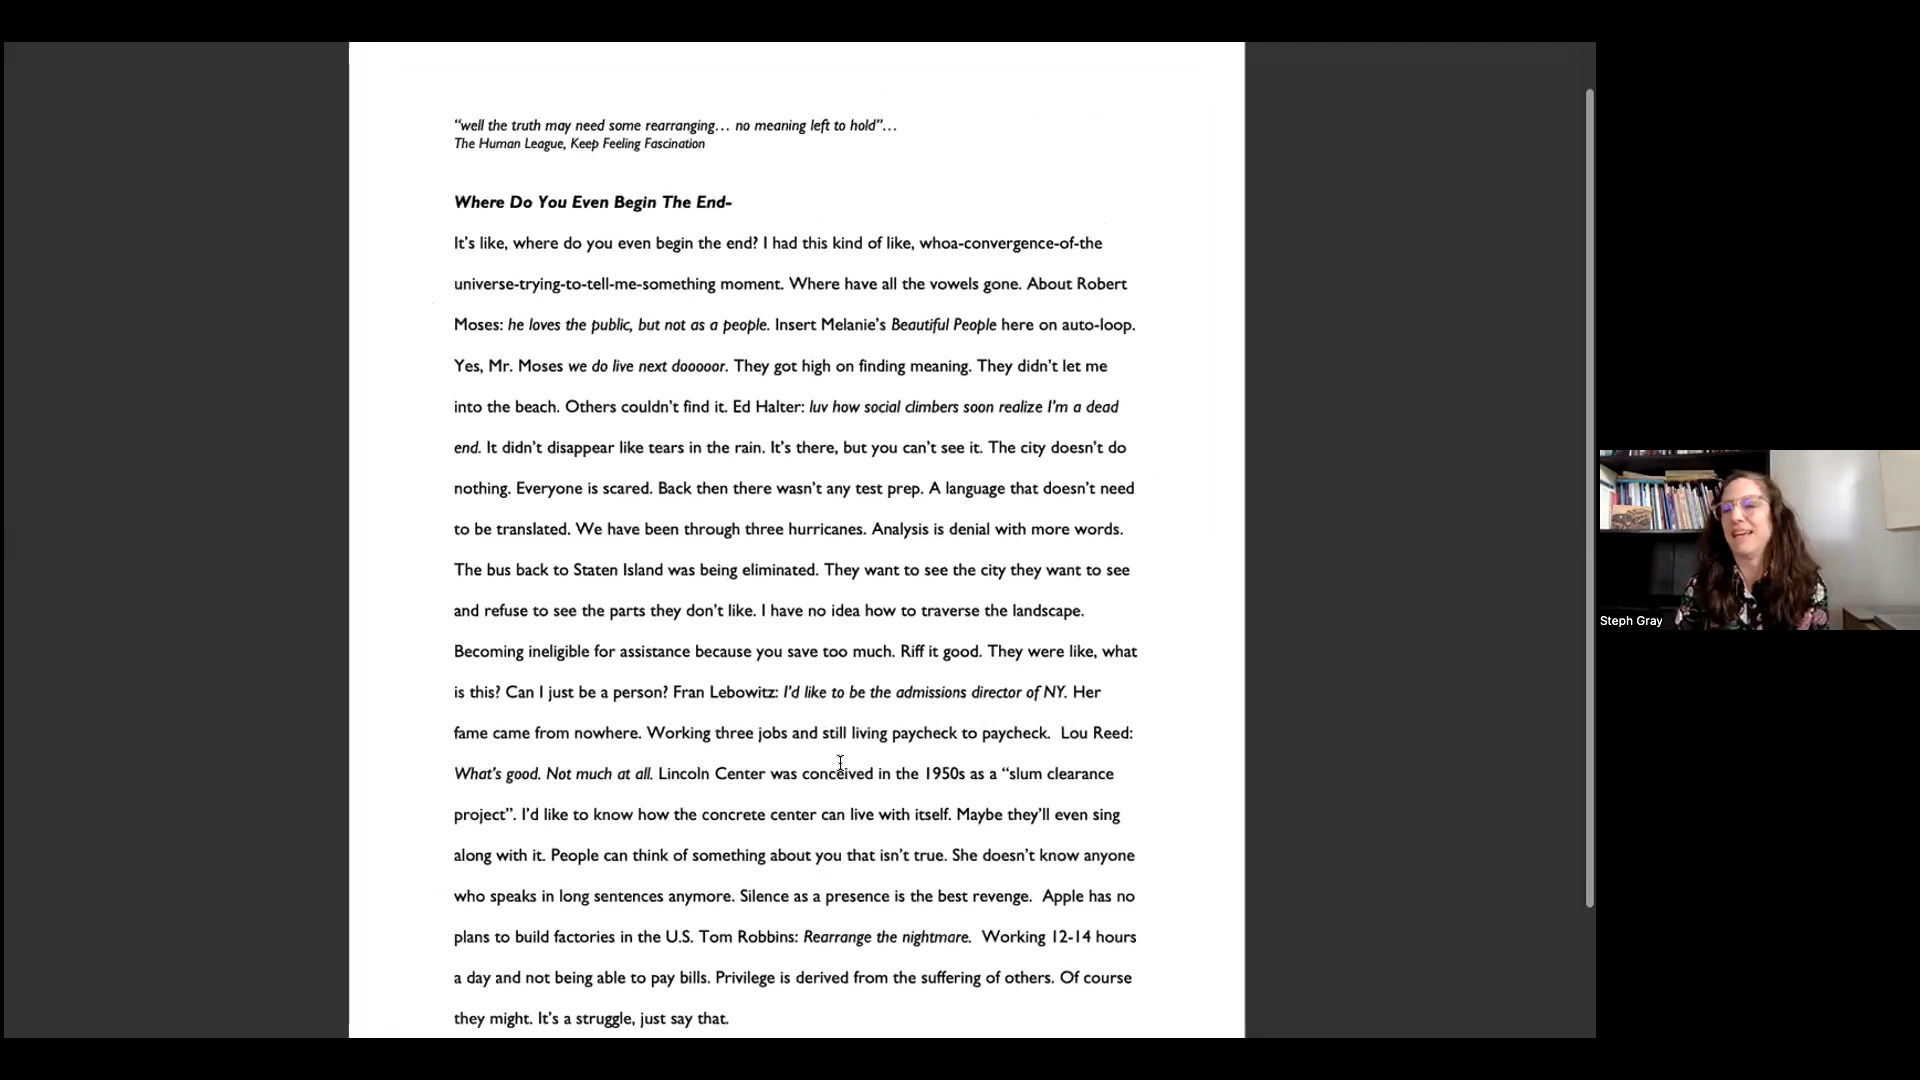 “well the truth may need some rearranging… no meaning left to hold”…
The Human League, Keep Feeling Fascination
Where Do You Even Begin The End-
It’s like, where do you even begin the end? I had this kind of like, whoa-convergence-of-the
universe-trying-to-tell-me-something moment. Where have all the vowels gone. About Robert
Moses: he loves the public, but not as a people. Insert Melanie’s Beautiful People here on auto-loop.
Yes, Mr. Moses we do live next dooooor. They got high on finding meaning. They didn’t let me
into the beach. Others couldn’t find it. Ed Halter: luv how social climbers soon realize I’m a dead
end. It didn’t disappear like tears in the rain. It’s there, but you can’t see it. The city doesn’t do
nothing. Everyone is scared. Back then there wasn’t any test prep. A language that doesn’t need
to be translated. We have been through three hurricanes. Analysis is denial with more words.
The bus back to Staten Island was being eliminated. They want to see the city they want to see
and refuse to see the parts they don’t like. I have no idea how to traverse the landscape.
Becoming ineligible for assistance because you save too much. Riff it good. They were like, what
is this? Can I just be a person? Fran Lebowitz: I’d like to be the admissions director of NY. Her
fame came from nowhere. Working three jobs and still living paycheck to paycheck.  Lou Reed:
What’s good. Not much at all. Lincoln Center was conceived in the 1950s as a “slum clearance
project”. I’d like to know how the concrete center can live with itself. Maybe they’ll even sing
along with it. People can think of something about you that isn’t true. She doesn’t know anyone
who speaks in long sentences anymore. Silence as a presence is the best revenge.  Apple has no
plans to build factories in the U.S. Tom Robbins: Rearrange the nightmare.  Working 12-14 hours
a day and not being able to pay bills. Privilege is derived from the suffering of others. Of course
they might. It’s a struggle, just say that.
Steph Gray